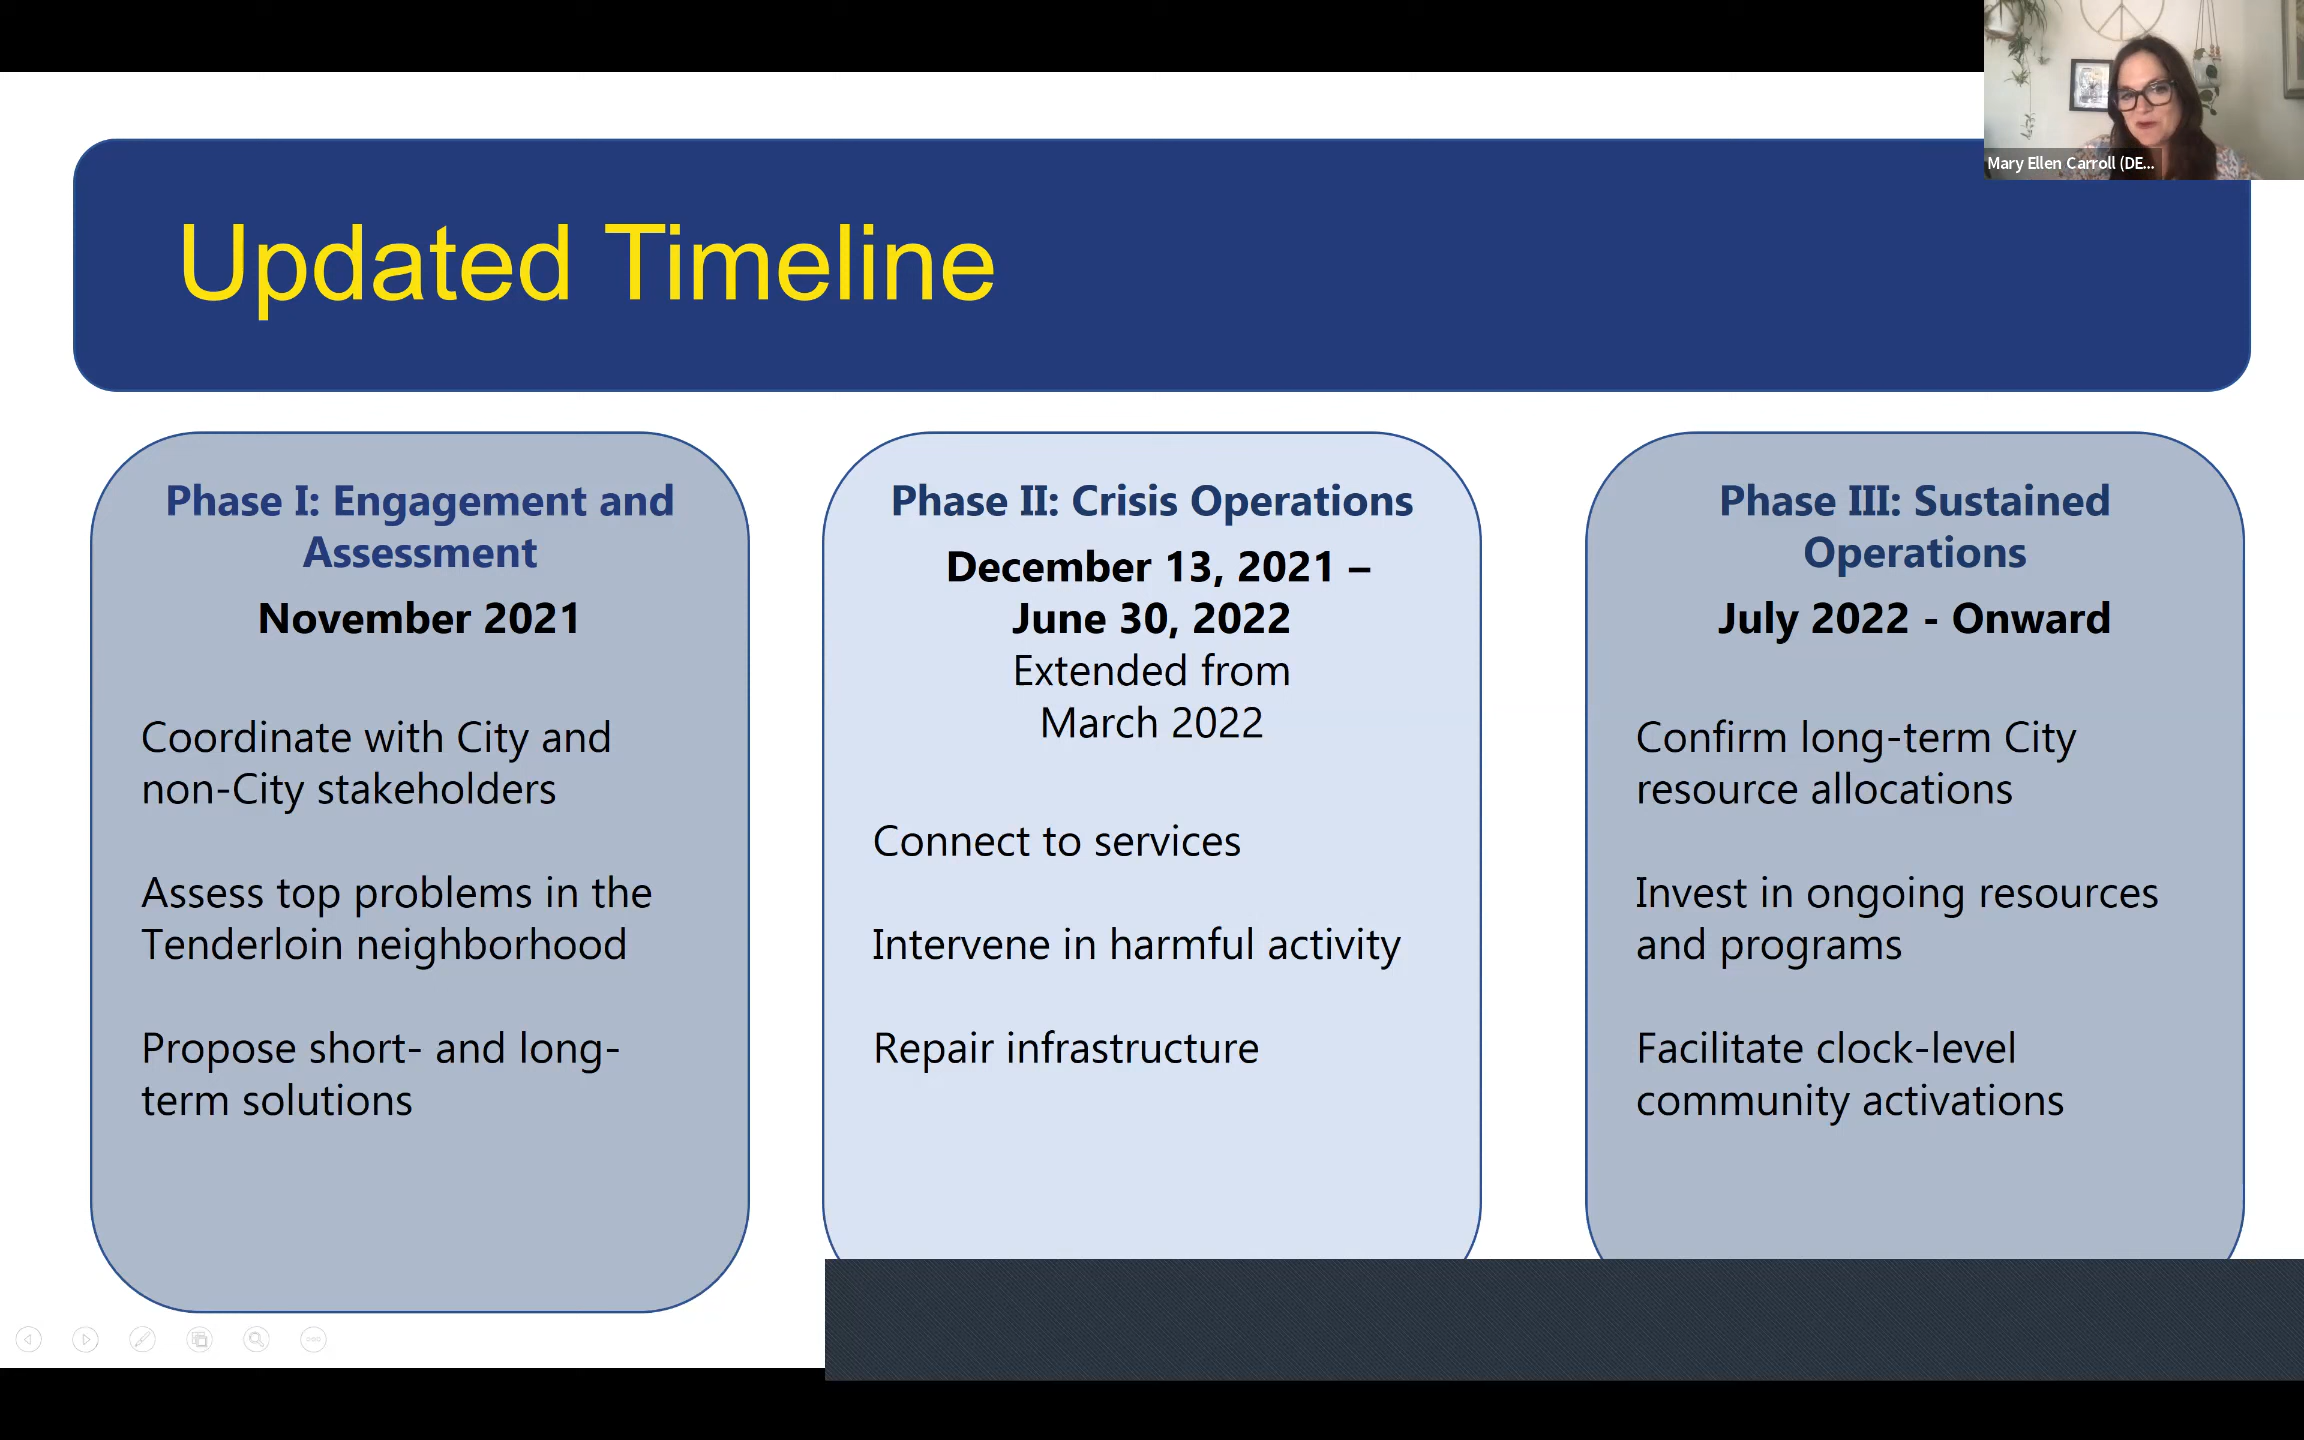 Mary Ellen Carroll (DE...
Updated Timeline
Phase I: Engagement and
Assessment
November 2021
Coordinate with City and
non-City stakeholders
Assess top problems in the
Tenderloin neighborhood
Propose short- and long-
term solutions
Phase II: Crisis Operations
December 13, 2021 –
June 30, 2022
Extended from
March 2022
Connect to services
Intervene in harmful activity
Repair infrastructure
Phase III: Sustained
Operations
July 2022 - Onward
Confirm long-term City
resource allocations
Invest in ongoing resources
and programs
Facilitate clock-level
community activations